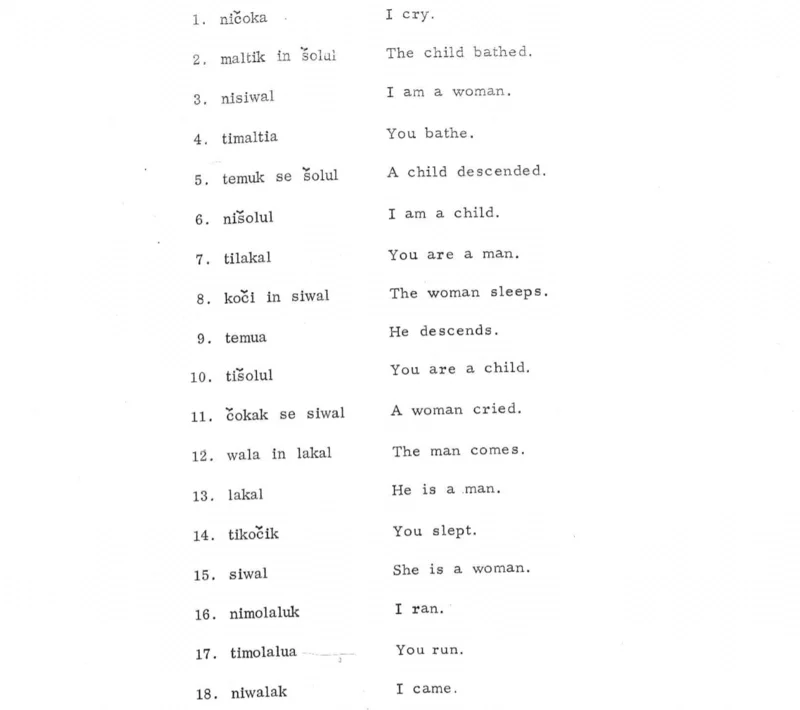 1. ničoka I cry.
2. maltik in šolul The child bathed.
3. nisiwal I am a woman.
4. timaltia You bathe.
5. temuk se šolul A child descended.
6. nišolul I am a child.
7. tilakal You are a man.
8. koči in siwal The woman sleeps.
9. temua He descends.
10. tišolul You are a child.
11. čokak se siwal A woman cried.
12. wala in lakal The man comes.
13. lakal He is a man.
14. tikočik You slept.
15. siwal She is a woman.
16. nimolaluk I ran.
17. timolalua You run.
18. niwalak I came.